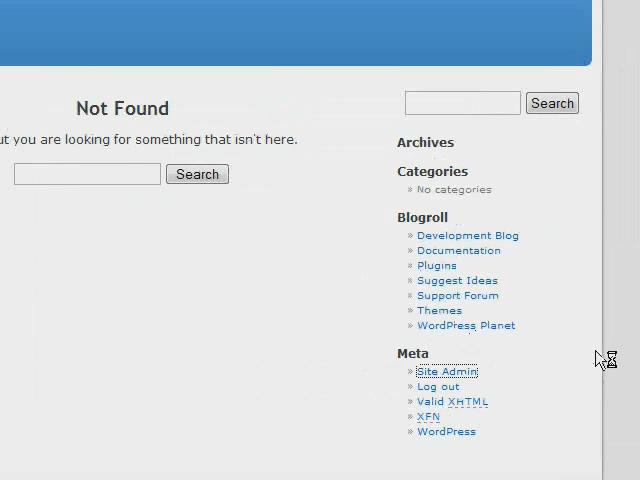 Not Found
ut you are looking for something that isn't here.
Search
Search
Archives
Categories
» No categories
Blogroll
» Development Blog
» Documentation
» Plugins
» Suggest Ideas
» Support Forum
» Themes
» WordPress Planet
Meta
» Site Admin
» Log out
» Valid XHTML
» XFN
» WordPress